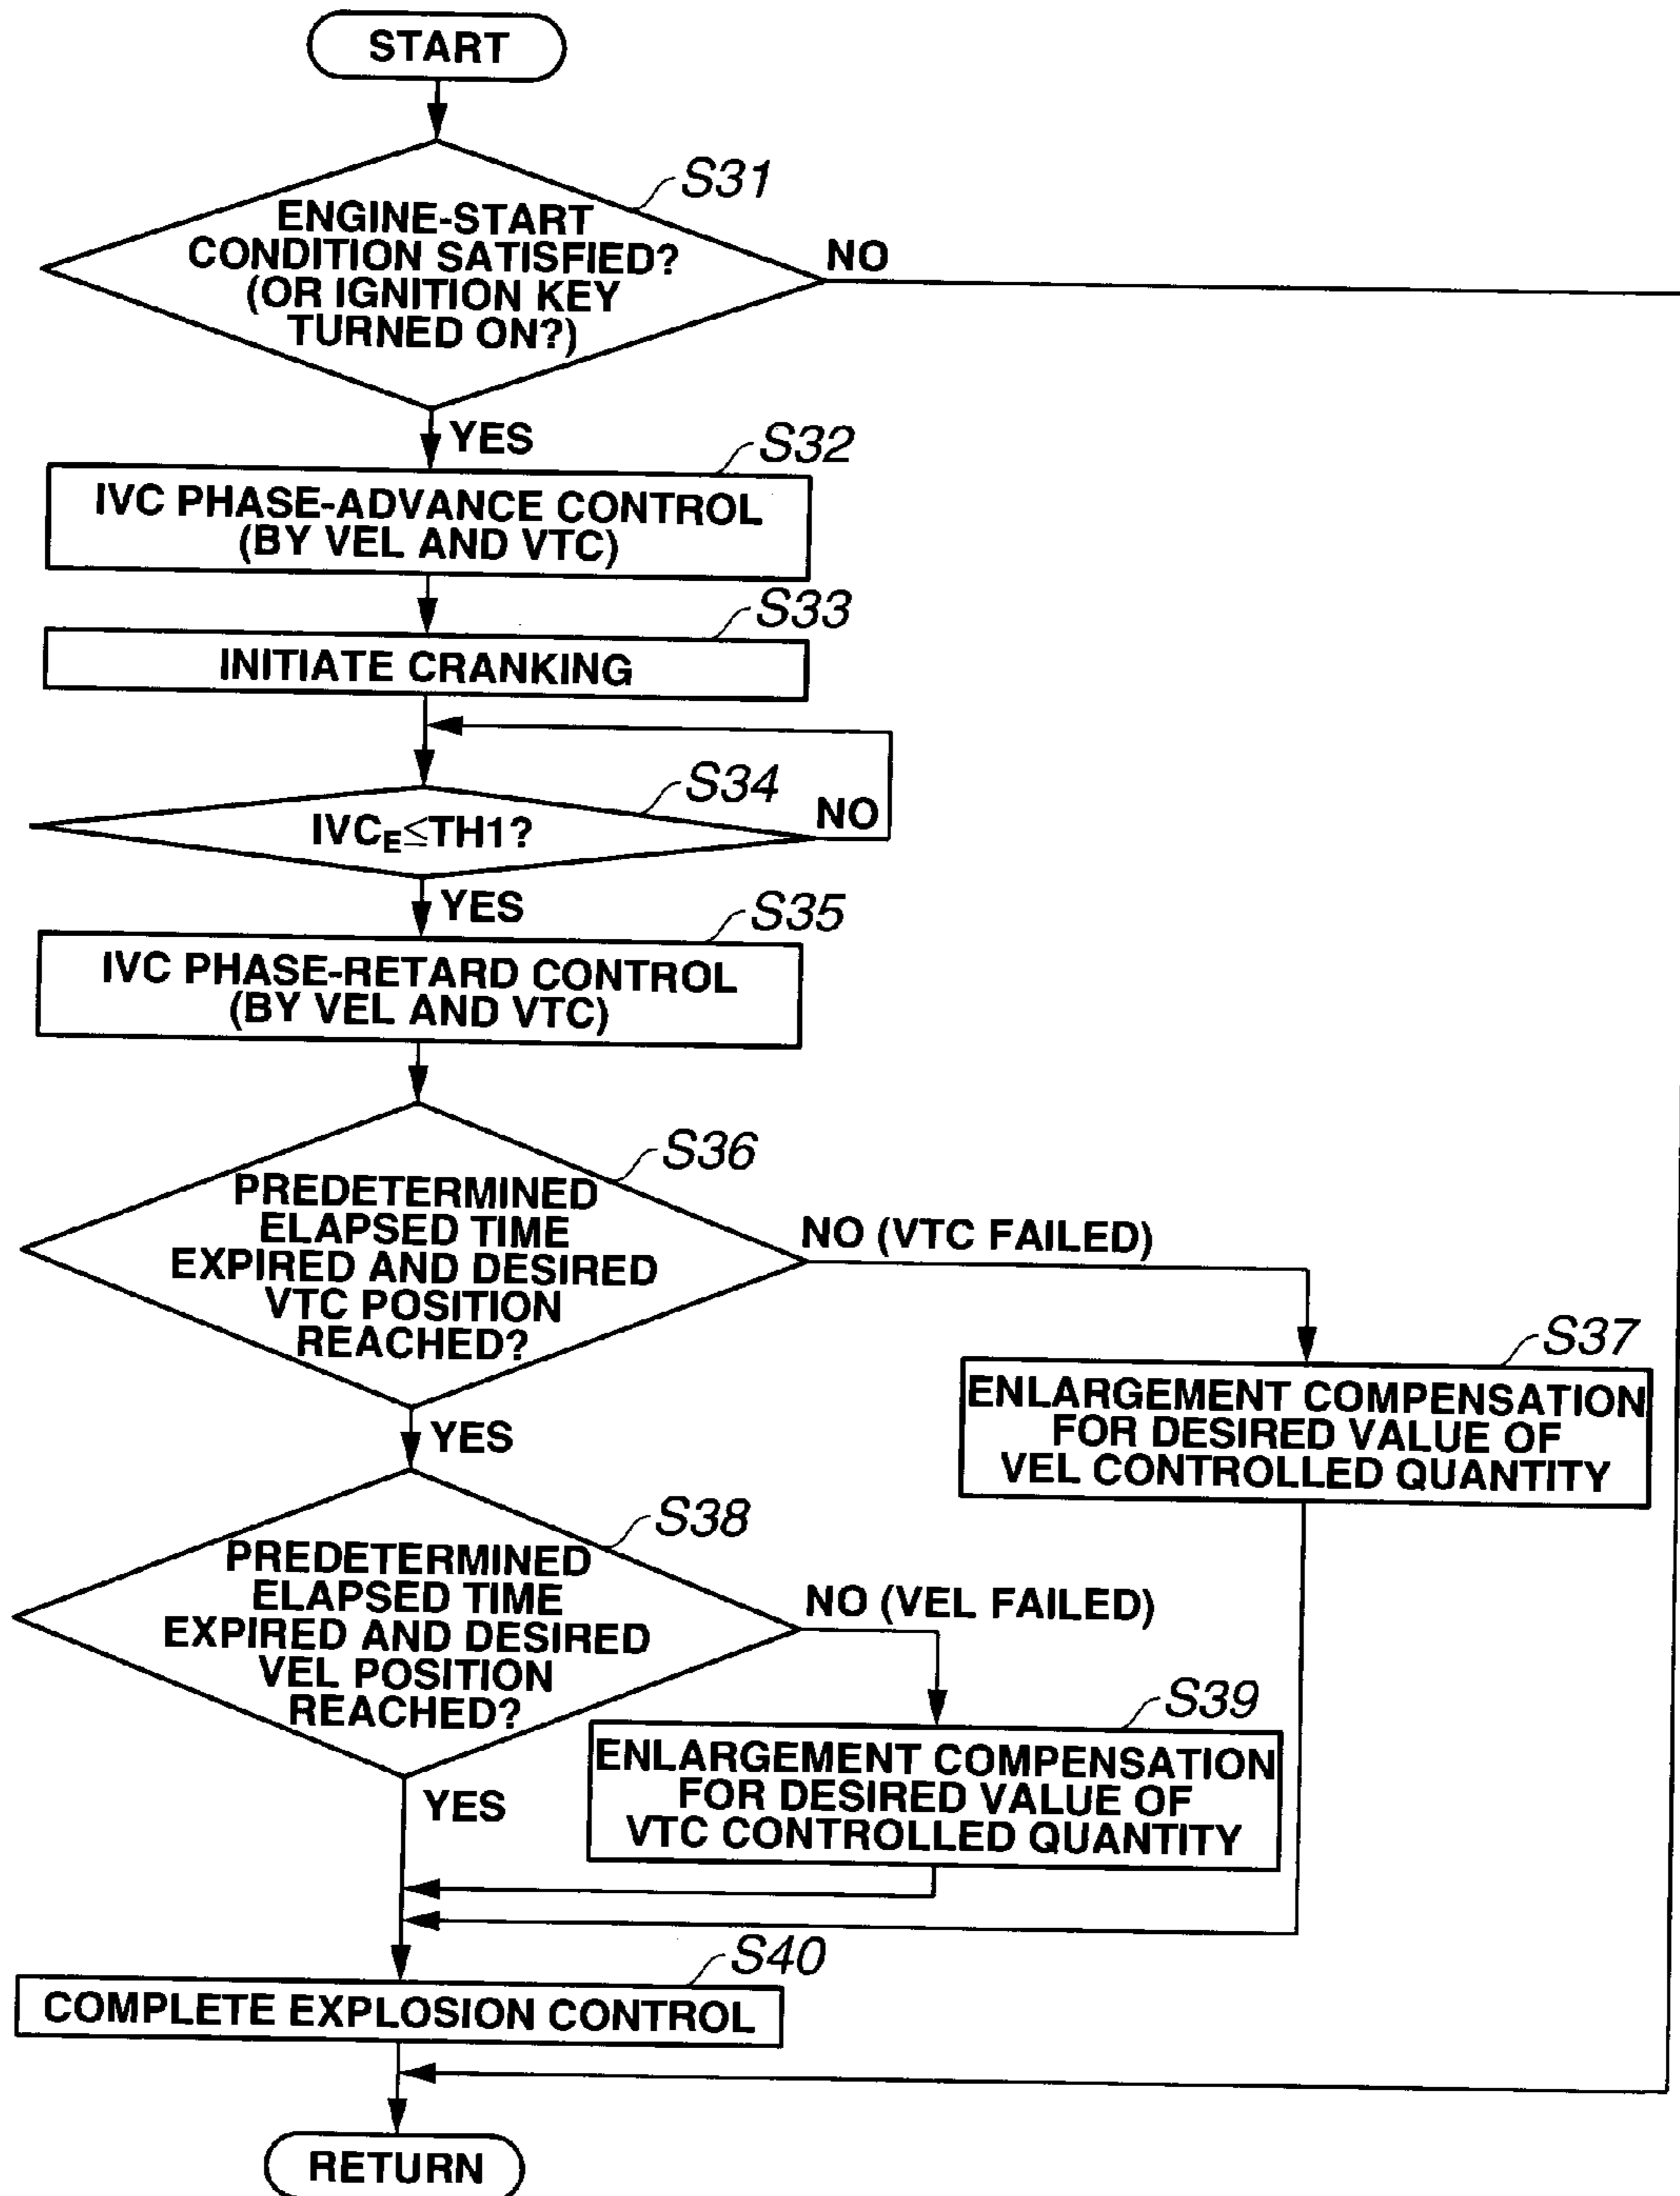 START
S31
ENGINE-START
CONDITION SATISFIED?
(OR IGNITION KEY
TURNED ON?)
NO
YES
S32
IVC PHASE-ADVANCE CONTROL
(BY VEL AND VTC)
S33
INITIATE CRANKING
S34
IVCE≤TH1?
NO
YES
S35
IVC PHASE-RETARD CONTROL
(BY VEL AND VTC)
S36
PREDETERMINED
ELAPSED TIME
EXPIRED AND DESIRED
VTC POSITION
REACHED?
NO (VTC FAILED)
S37
ENLARGEMENT COMPENSATION
FOR DESIRED VALUE OF
VEL CONTROLLED QUANTITY
YES
S38
PREDETERMINED
ELAPSED TIME
EXPIRED AND DESIRED
VEL POSITION
REACHED?
NO (VEL FAILED)
S39
ENLARGEMENT COMPENSATION
FOR DESIRED VALUE OF
VTC CONTROLLED QUANTITY
YES
S40
COMPLETE EXPLOSION CONTROL
RETURN